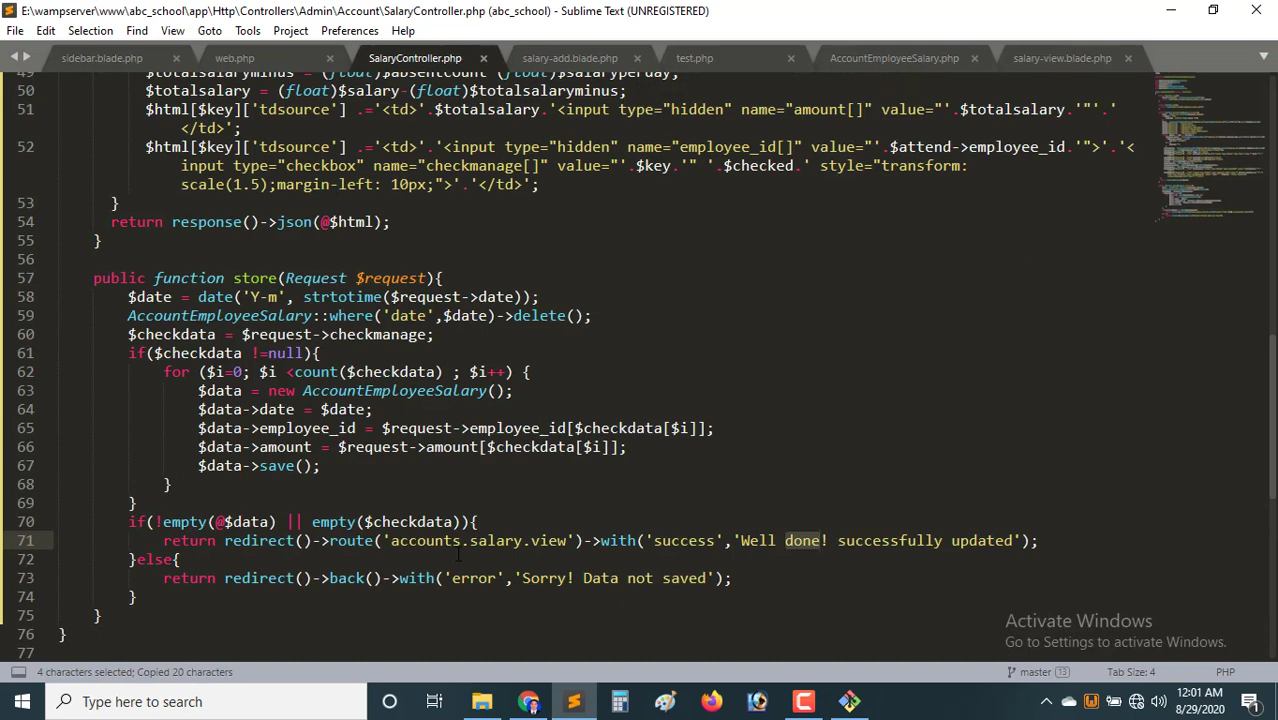 E:\wampserver\www\abc_school\app\Http\Controllers\Admin\Account\SalaryController.php (abc_school) - Sublime Text (UNREGISTERED)
File Edit Selection Find View Goto Tools Project Preferences Help
sidebar.blade.php web.php SalaryController.php salary-add.blade.php test.php AccountEmployeeSalary.php salary-view.blade.php
49 $totalsalaryminus = (float)$absentcount*(float)$salaryperday;
50 $totalsalary = (float)$salary-(float)$totalsalaryminus;
51 $html[$key]['tdsource'] .='<td>'.$totalsalary.'<input type="hidden" name="amount[]" value="'.$totalsalary.'"'.'
</td>';
52 $html[$key]['tdsource'] .='<td>'.'<input type="hidden" name="employee_id[]" value="'.$attend->employee_id.'">'.'<
input type="checkbox" name="checkmanage[]" value="'.$key.'" '.$checked.' style="transform:
scale(1.5);margin-left: 10px;">'.'</td>';
53 }
54 return response()->json(@$html);
55 }
56
57 public function store(Request $request){
58 $date = date('Y-m', strtotime($request->date));
59 AccountEmployeeSalary::where('date',$date)->delete();
60 $checkdata = $request->checkmanage;
61 if($checkdata !=null){
62 for ($i=0; $i <count($checkdata) ; $i++) {
63 $data = new AccountEmployeeSalary();
64 $data->date = $date;
65 $data->employee_id = $request->employee_id[$checkdata[$i]];
66 $data->amount = $request->amount[$checkdata[$i]];
67 $data->save();
68 }
69 }
70 if(!empty(@$data) || empty($checkdata)){
71 return redirect()->route('accounts.salary.view')->with('success','Well done! successfully updated');
72 }else{
73 return redirect()->back()->with('error','Sorry! Data not saved');
74 }
75 }
76 }
77
Activate Windows
Go to Settings to activate Windows.
4 characters selected; Copied 20 characters master 13 Tab Size: 4 PHP
Type here to search 12:01 AM
8/29/2020